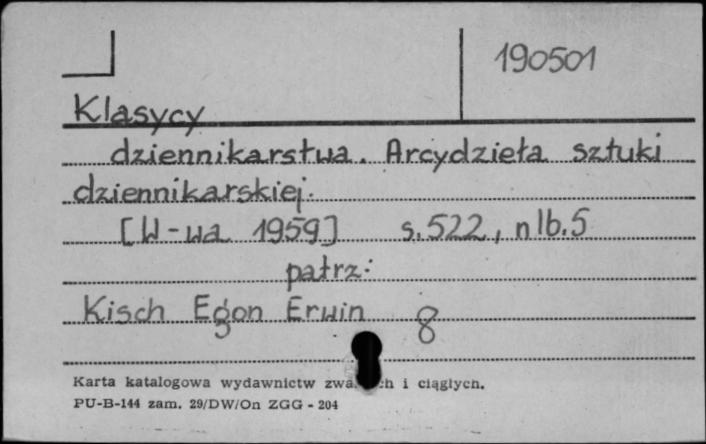 190501
Klasycy
dziennikarstwa. Arcydzieła sztuki
dziennikarskiej.
[W-wa 1959] s. 522, nlb. 5
patrz:
Kisch Egon Erwin 8
Karta katalogowa wydawnictw i ciągłych.
PU-B-144 zam. 29/DW/On ZGG - 204